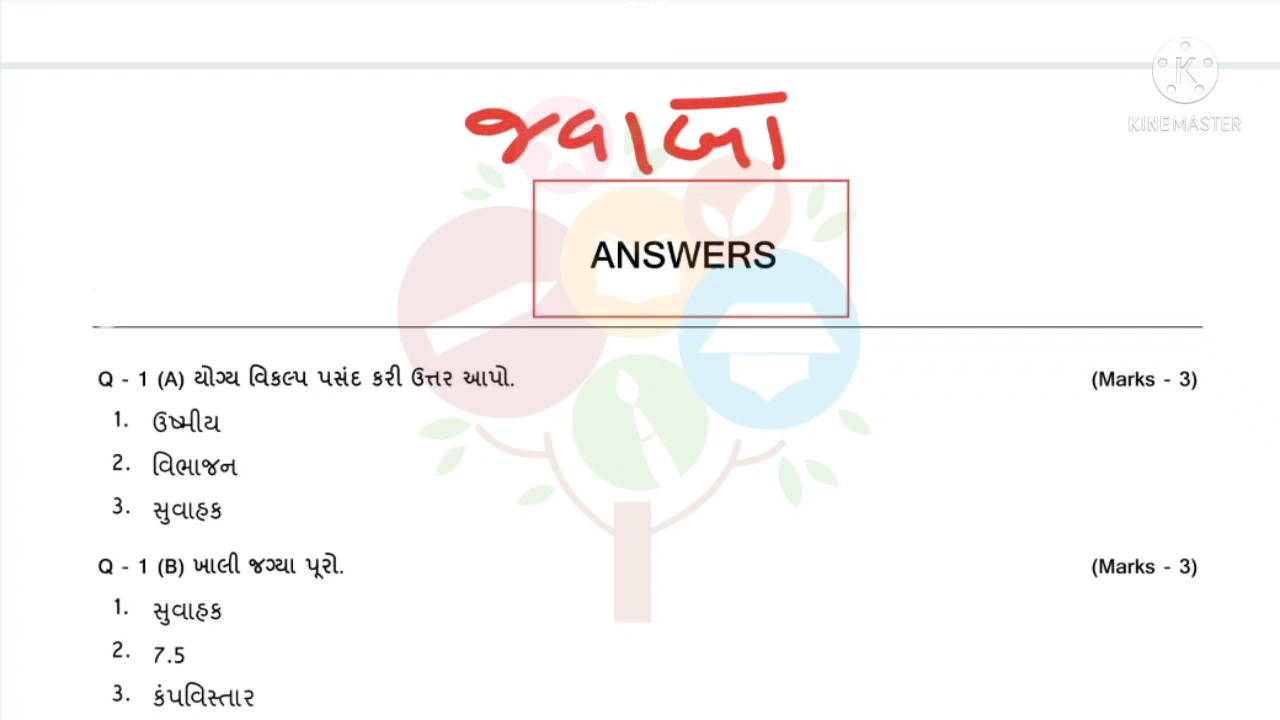 KINEMASTER
જવાબો
ANSWERS
Q - 1 (A) યોગ્ય વિકલ્પ પસંદ કરી ઉત્તર આપો. (Marks - 3)
1. ઉષ્મીય
2. વિભાજન
3. સુવાહક
Q - 1 (B) ખાલી જગ્યા પૂરો. (Marks - 3)
1. સુવાહક
2. 7.5
3. કંપવિસ્તાર